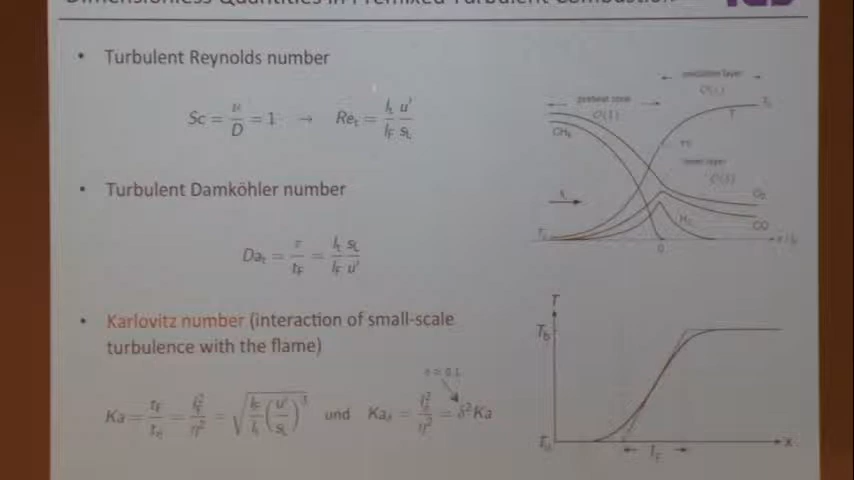 Dimensionless Quantities in Premixed Turbulent Combustion
• Turbulent Reynolds number
Sc = ν/D = 1 → Re_t = l_t/l_F u'/s_L
• Turbulent Damköhler number
Da_t = τ/t_F = l_t/l_F s_L/u'
• Karlovitz number (interaction of small-scale
turbulence with the flame)
δ ≈ 0.1
Ka = t_F/t_η = l_F²/η² = √(l_F/l_t (u'/s_L)³) und Ka_δ = l_δ²/η² = δ²Ka
oxidation layer
preheat zone
O(1)
CH₄
T
inner layer
O₂
H₂
CO
0
T
T_b
T_u
x
l_F